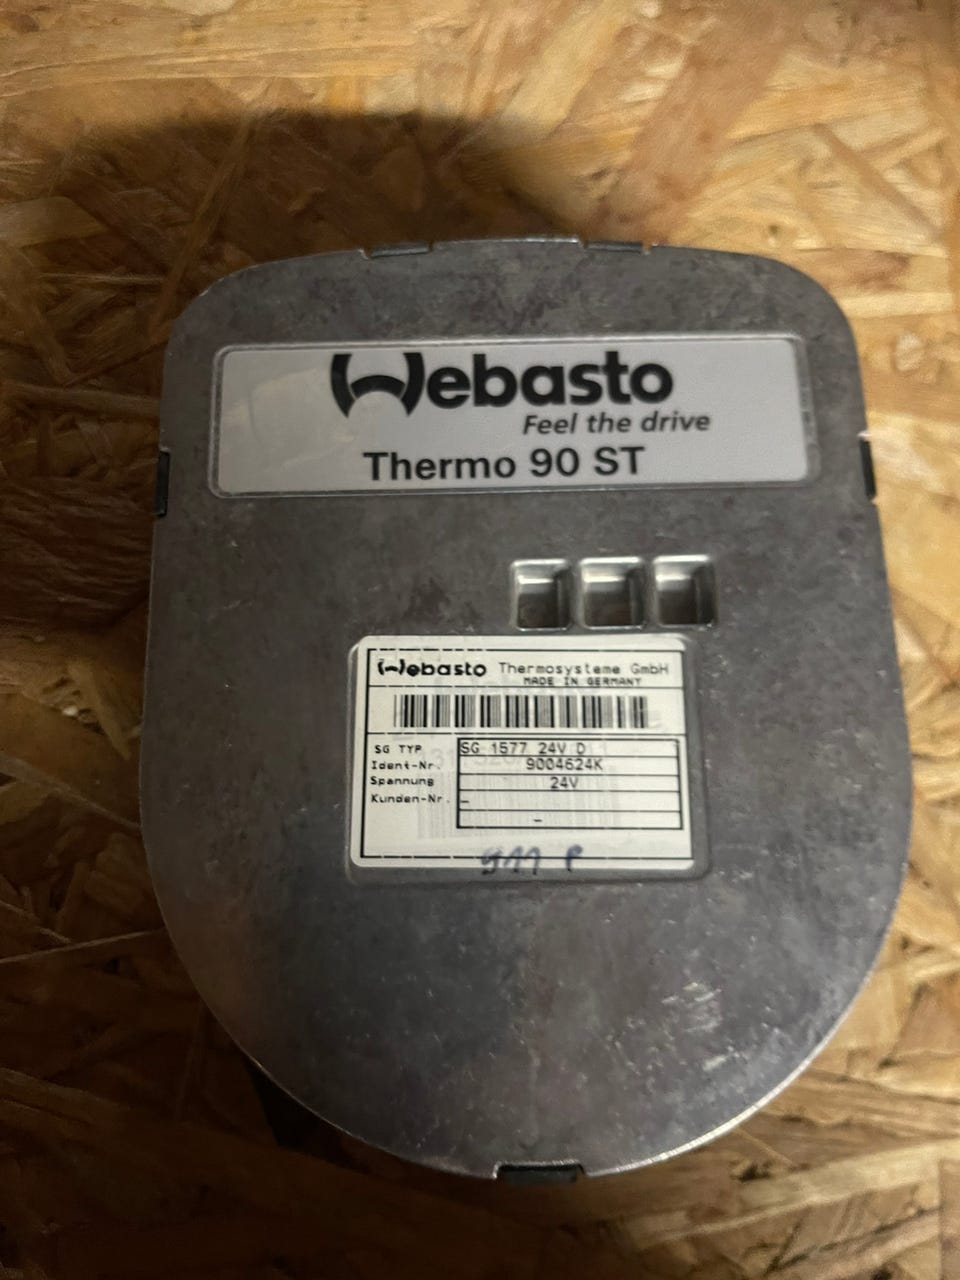 Webasto
Feel the drive
Thermo 90 ST
Webasto Thermosysteme GmbH
MADE IN GERMANY
SG TYP SG 1577 24V D
Ident-Nr. 9004624K
Spannung 24V
Kunden-Nr. -
-
911 P